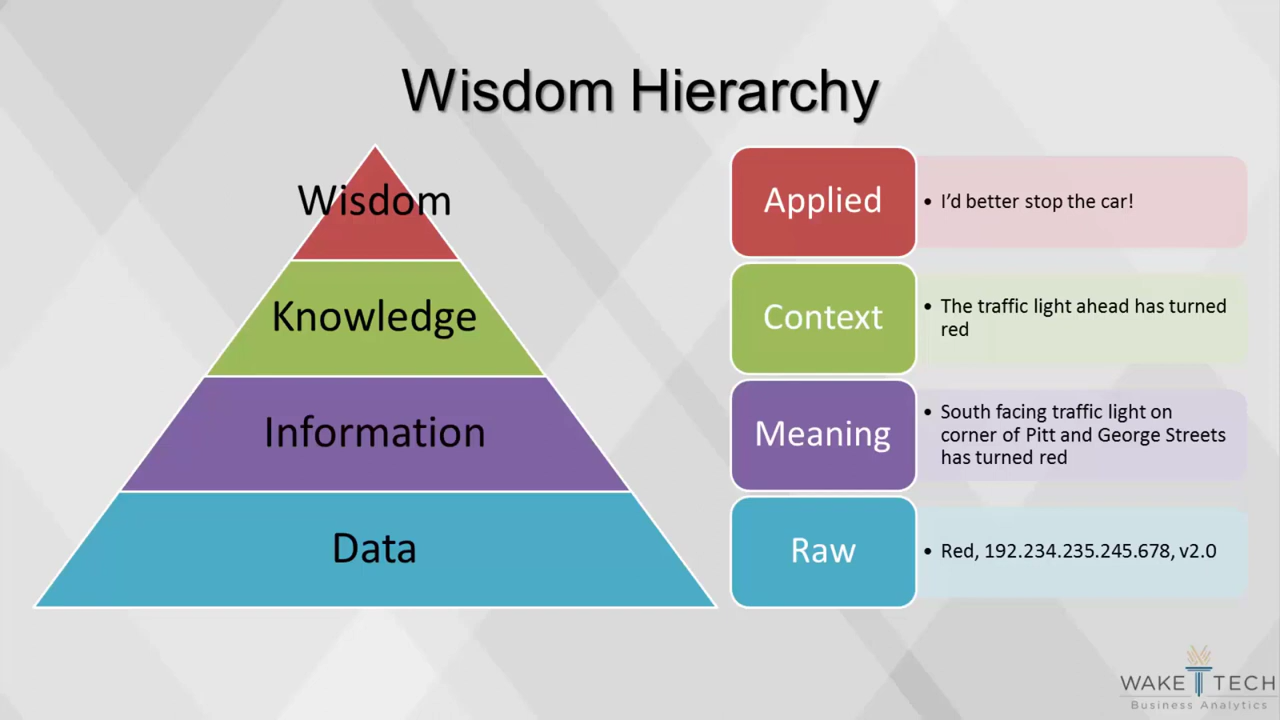 Wisdom Hierarchy
Wisdom
Knowledge
Information
Data
Applied
• I'd better stop the car!
Context
• The traffic light ahead has turned
red
Meaning
• South facing traffic light on
corner of Pitt and George Streets
has turned red
Raw
• Red, 192.234.235.245.678, v2.0
WAKE TECH
Business Analytics